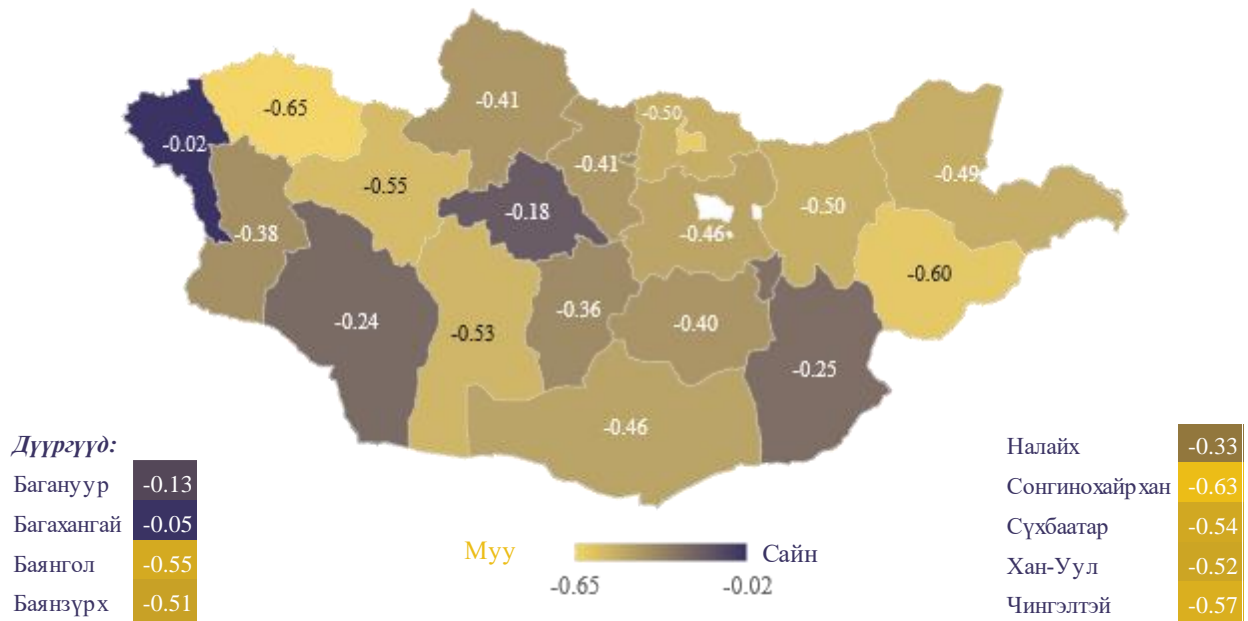 -0.65
-0.41
-0.50
-0.02
-0.41
-0.49
-0.55
-0.18
-0.50
-0.38
-0.46
-0.60
-0.24
-0.36
-0.40
-0.53
-0.25
-0.46
Дүүргүүд:
Багануур -0.13
Багахангай -0.05
Баянгол -0.55
Баянзүрх -0.51
Муу Сайн
-0.65 -0.02
Налайх -0.33
Сонгинохайрхан -0.63
Сүхбаатар -0.54
Хан-Уул -0.52
Чингэлтэй -0.57